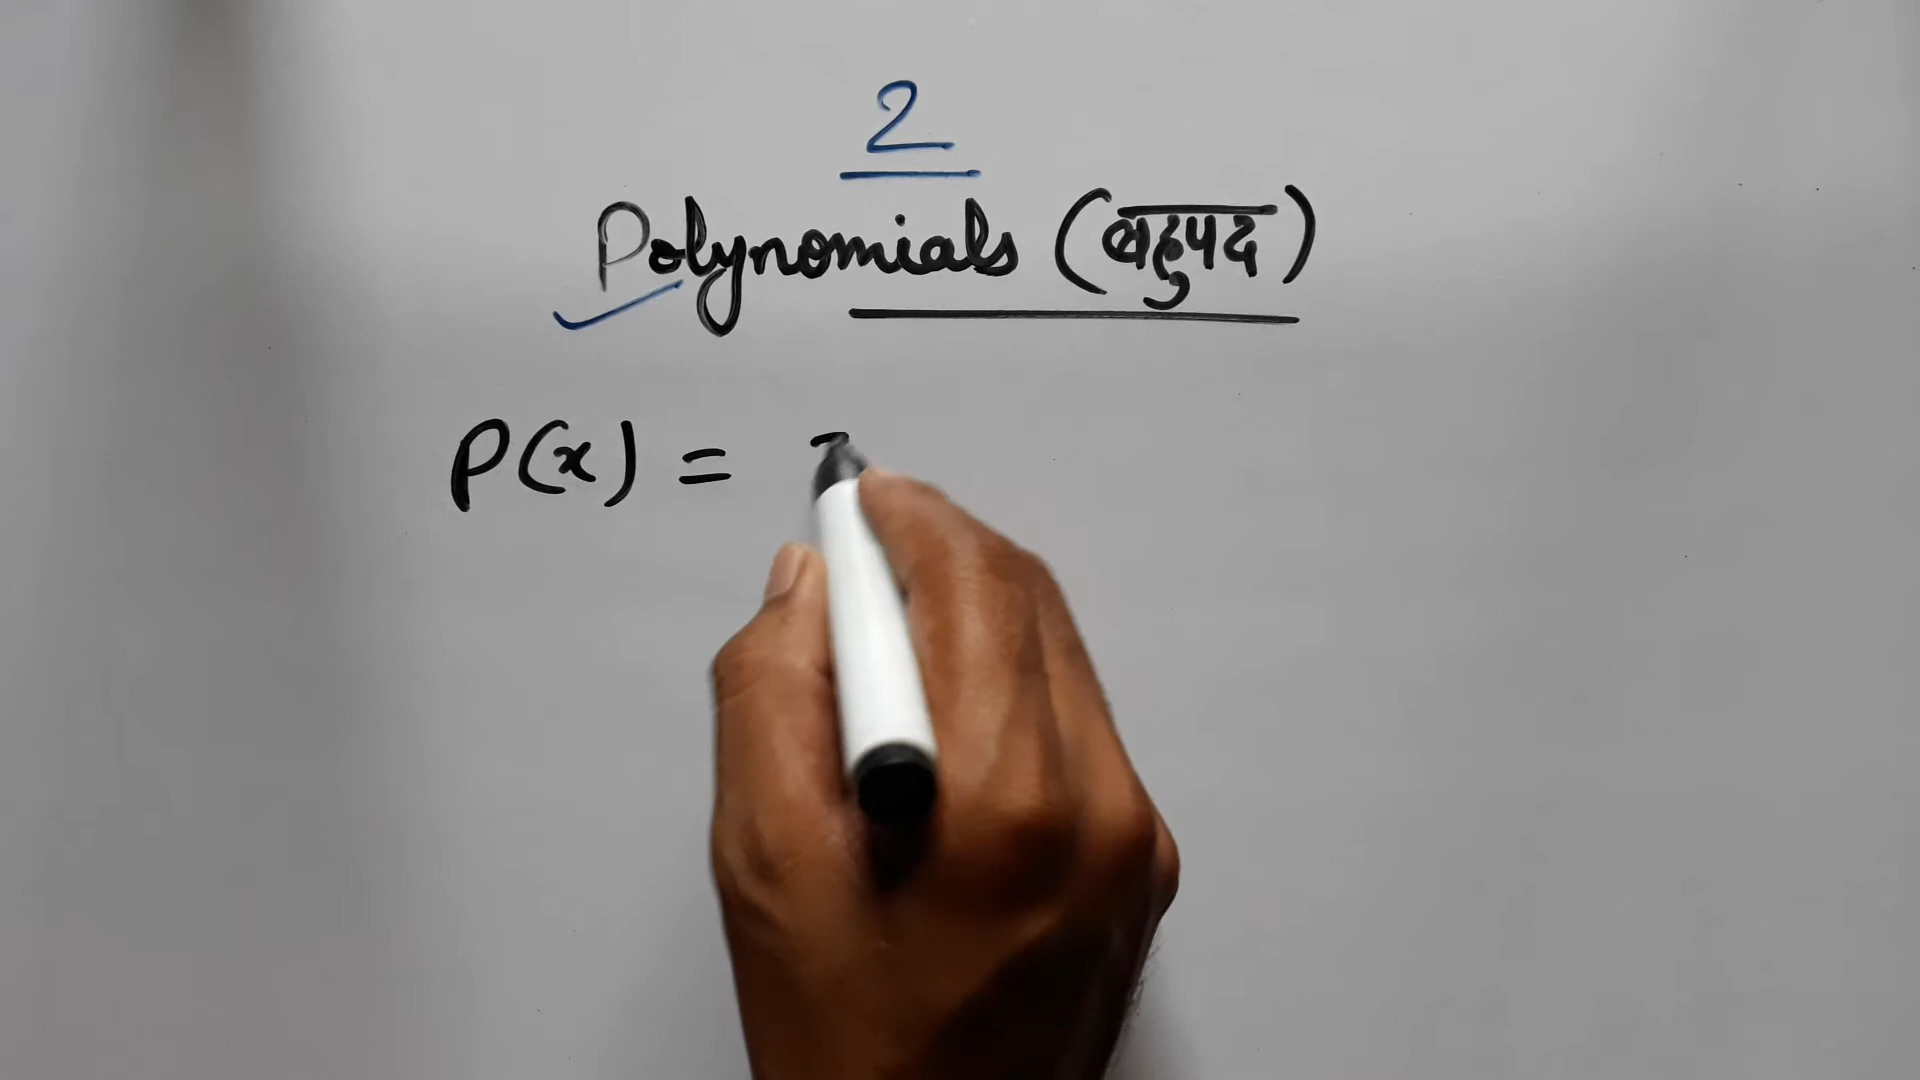 2
Polynomials (बहुपद)
P(x) =